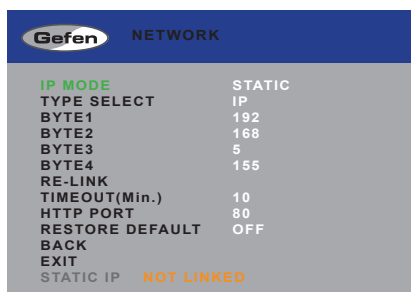 Gefen NETWORK
IP MODE STATIC
TYPE SELECT IP
BYTE1 192
BYTE2 168
BYTE3 5
BYTE4 155
RE-LINK
TIMEOUT(Min.) 10
HTTP PORT 80
RESTORE DEFAULT OFF
BACK
EXIT
STATIC IP NOT LINKED